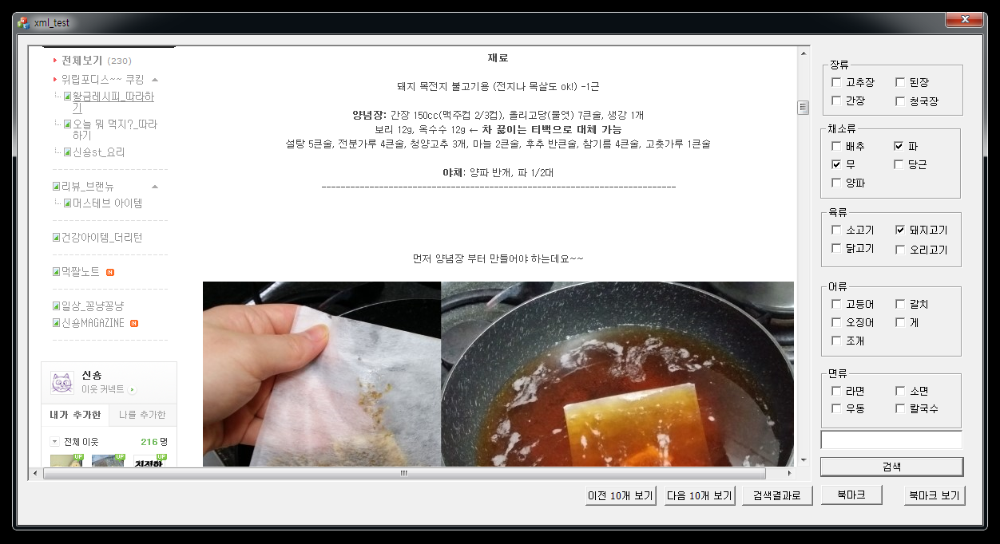 xml_test
전체보기 (230)
위립포디스~~ 쿠킹
황금레시피_따라하
기
오늘 뭐 먹지?_따라
하기
신숑st_요리
리뷰_브랜뉴
머스테브 아이템
건강아이템_더리턴
먹짤노트 N
일상_꽁냥꽁냥
신숑MAGAZINE N
신숑
이웃 커넥트
내가 추가한 나를 추가한
전체 이웃 216 명
UP UP UP
재료
돼지 목전지 불고기용 (전지나 목살도 ok!) -1근
양념장: 간장 150cc(맥주컵 2/3컵), 올리고당(물엿) 7큰술, 생강 1개
보리 12g, 옥수수 12g ← 차 끓이는 티백으로 대체 가능
설탕 5큰술, 전분가루 4큰술, 청양고추 3개, 마늘 2큰술, 후추 반큰술, 참기름 4큰술, 고춧가루 1큰술
야채: 양파 반개, 파 1/2대
--------------------------------------------------------------------------
먼저 양념장 부터 만들어야 하는데요~~
장류
고추장 된장
간장 청국장
채소류
배추 파
무 당근
양파
육류
소고기 돼지고기
닭고기 오리고기
어류
고등어 갈치
오징어 게
조개
면류
라면 소면
우동 칼국수
검색
이전 10개 보기 다음 10개 보기 검색결과로 북마크 북마크 보기